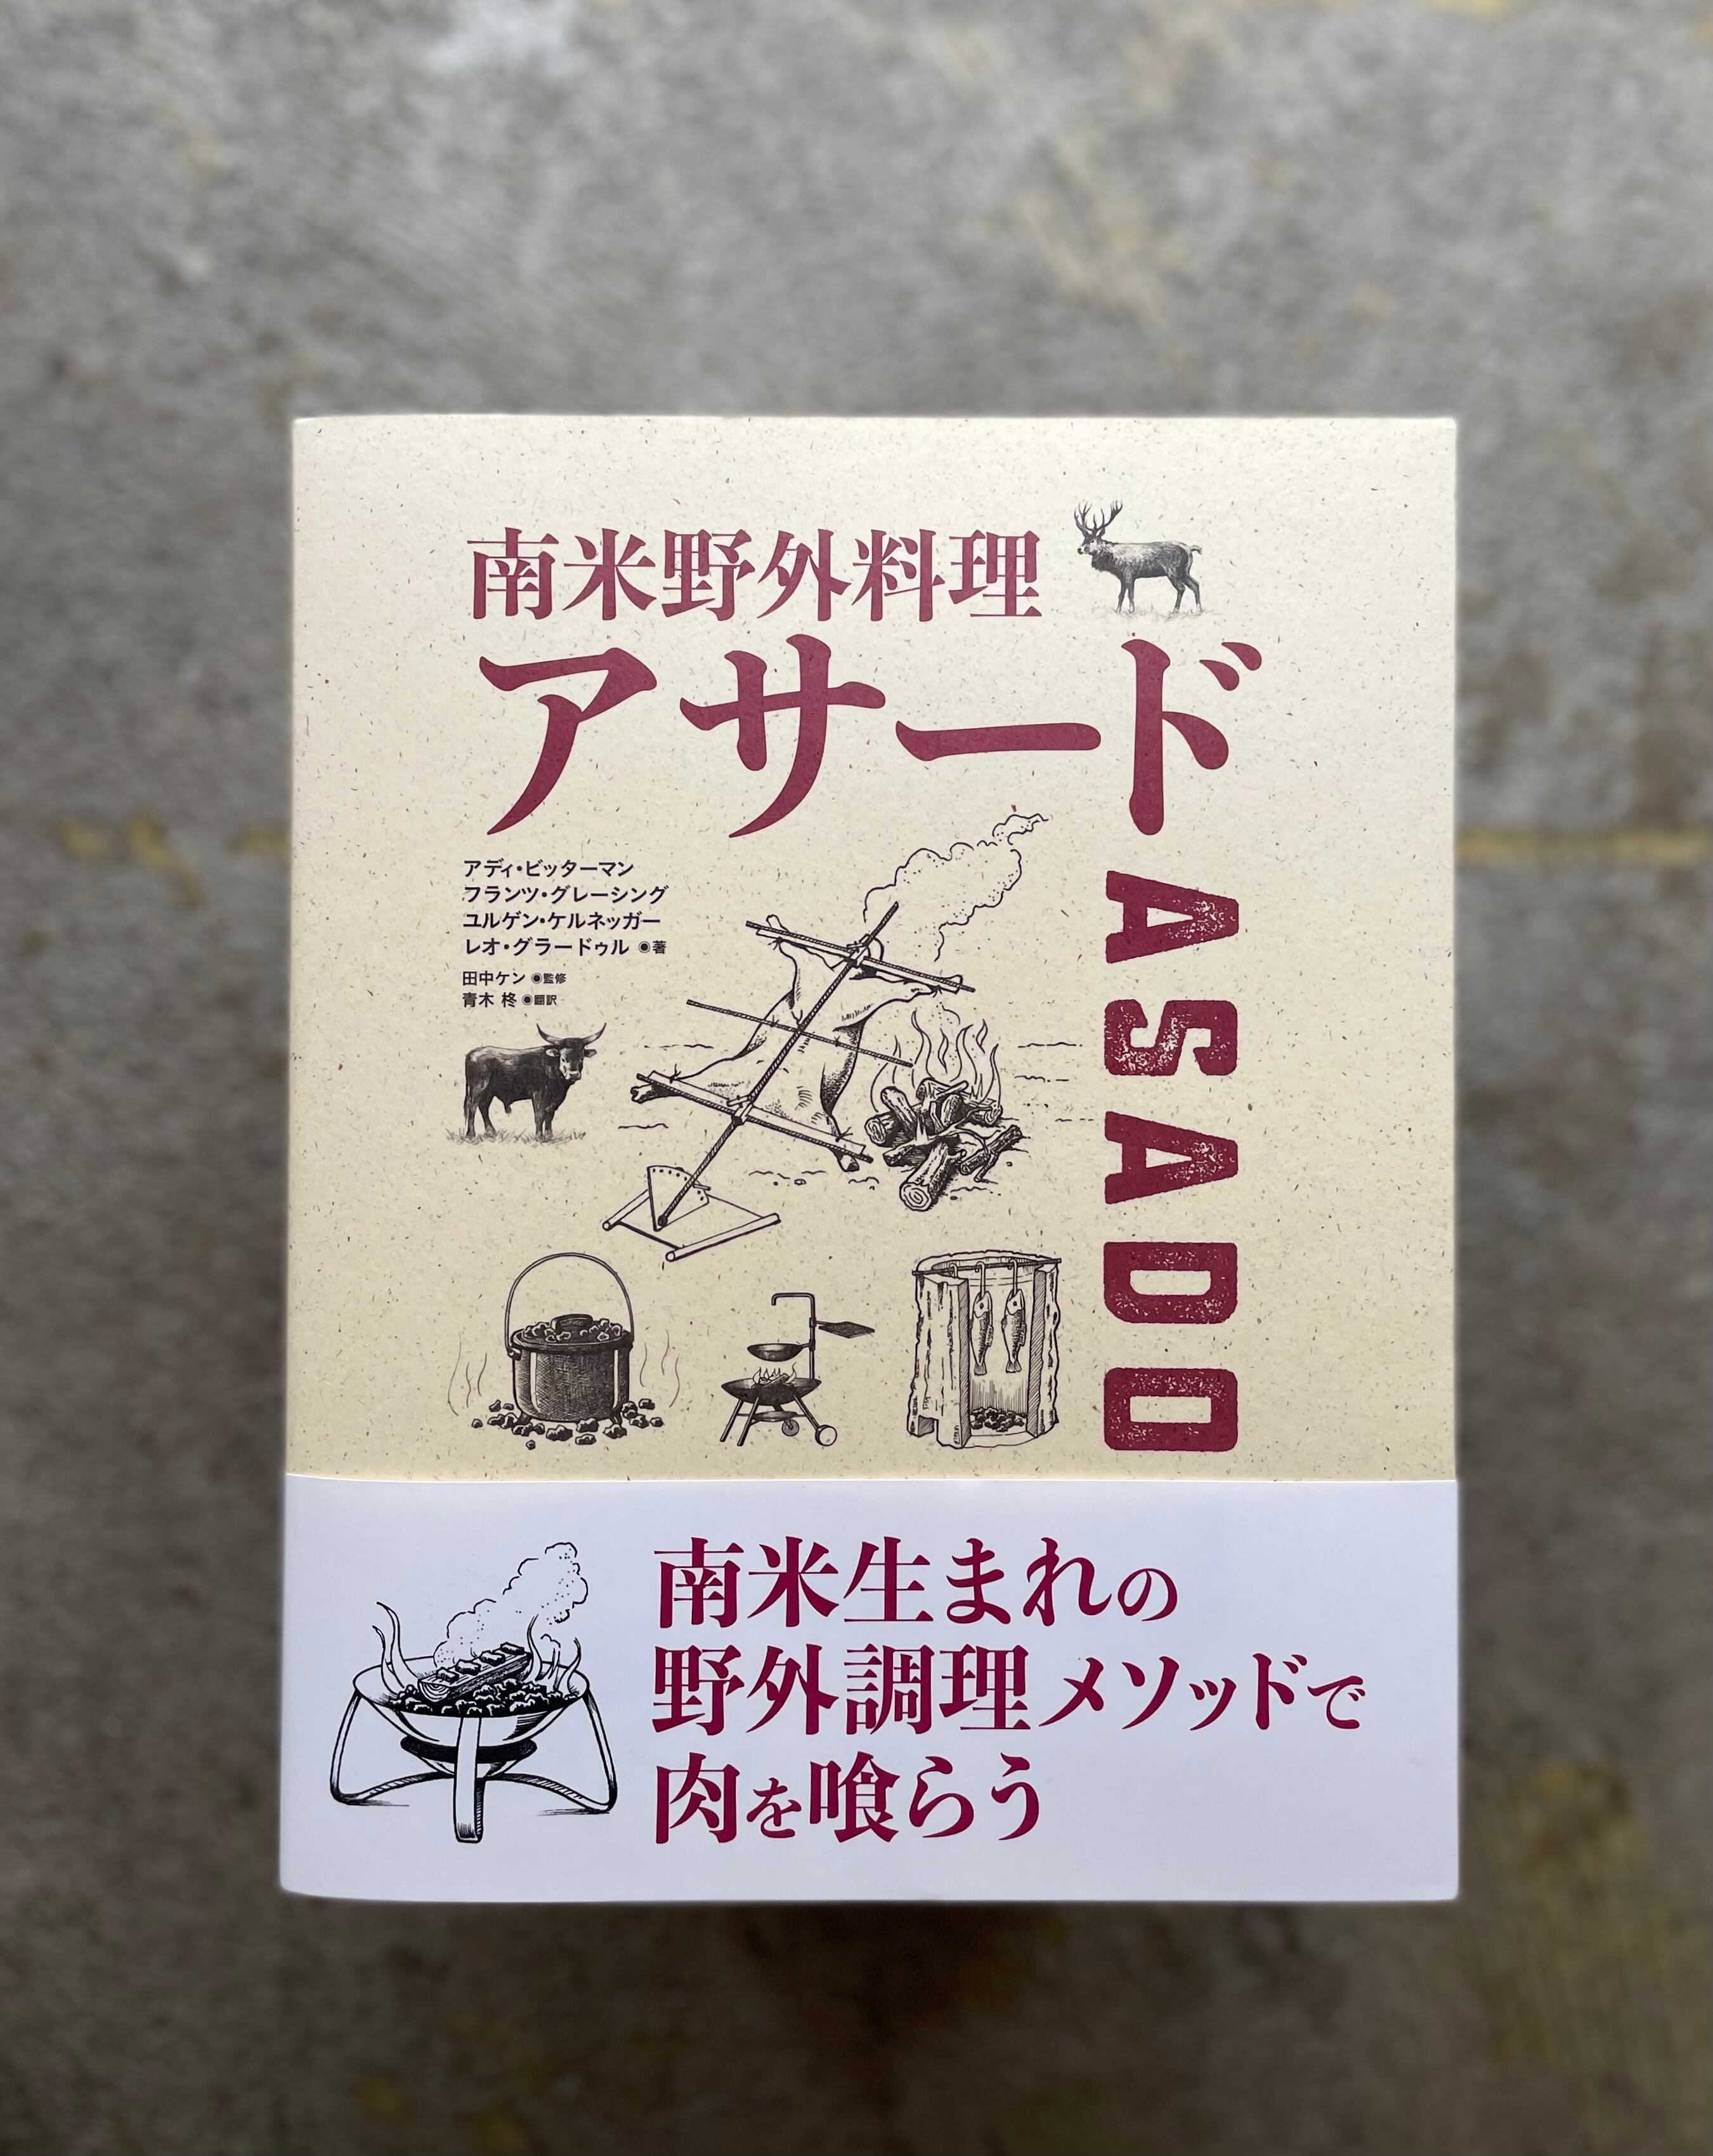 南米野外料理
アサード
ASADO
アディ・ビッターマン
フランツ・グレーシング
ユルゲン・ケルネッガー
レオ・グラードゥル ◉著
田中ケン ◉監修
青木 柊 ◉翻訳
南米生まれの
野外調理メソッドで
肉を喰らう